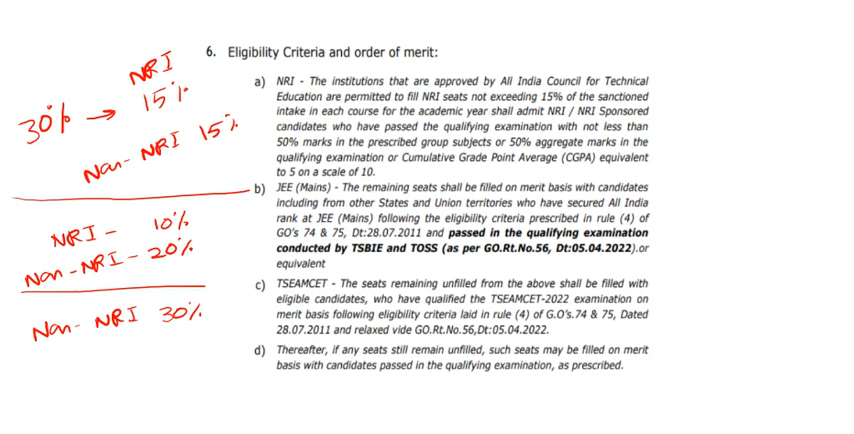 NRI
15%
30% →
Non-NRI 15%
NRI - 10%
Non-NRI - 20%
Non-NRI 30%
6. Eligibility Criteria and order of merit:
a) NRI - The institutions that are approved by All India Council for Technical
Education are permitted to fill NRI seats not exceeding 15% of the sanctioned
intake in each course for the academic year shall admit NRI / NRI Sponsored
candidates who have passed the qualifying examination with not less than
50% marks in the prescribed group subjects or 50% aggregate marks in the
qualifying examination or Cumulative Grade Point Average (CGPA) equivalent
to 5 on a scale of 10.
b) JEE (Mains) - The remaining seats shall be filled on merit basis with candidates
including from other States and Union territories who have secured All India
rank at JEE (Mains) following the eligibility criteria prescribed in rule (4) of
GO's 74 & 75, Dt:28.07.2011 and passed in the qualifying examination
conducted by TSBIE and TOSS (as per GO.Rt.No.56, Dt:05.04.2022).or
equivalent
c) TSEAMCET - The seats remaining unfilled from the above shall be filled with
eligible candidates, who have qualified the TSEAMCET-2022 examination on
merit basis following eligibility criteria laid in rule (4) of G.O's.74 & 75, Dated
28.07.2011 and relaxed vide GO.Rt.No.56,Dt:05.04.2022.
d) Thereafter, if any seats still remain unfilled, such seats may be filled on merit
basis with candidates passed in the qualifying examination, as prescribed.